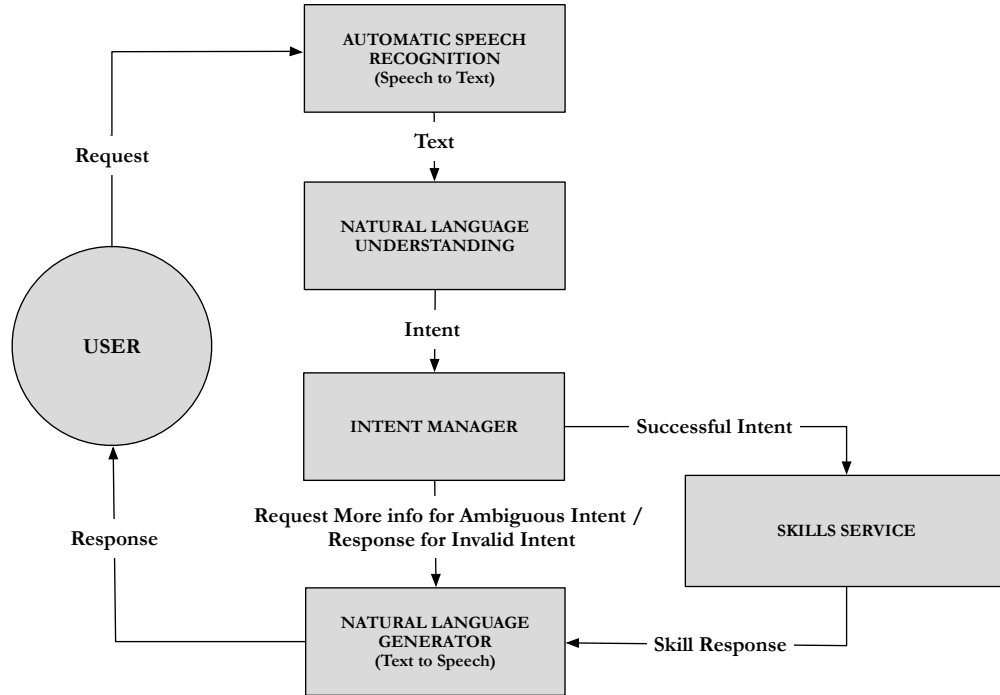 AUTOMATIC SPEECH
RECOGNITION
(Speech to Text)
Text
Request
NATURAL LANGUAGE
UNDERSTANDING
Intent
USER
INTENT MANAGER
Successful Intent
Request More info for Ambiguous Intent /
Response for Invalid Intent
Response
SKILLS SERVICE
NATURAL LANGUAGE
GENERATOR
(Text to Speech)
Skill Response